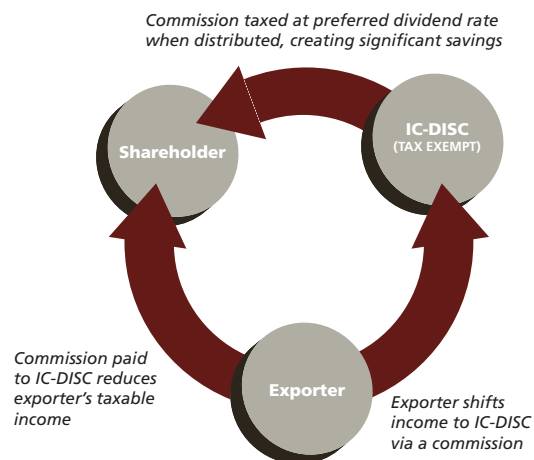 Commission taxed at preferred dividend rate
when distributed, creating significant savings
Shareholder
IC-DISC
(TAX EXEMPT)
Exporter
Commission paid
to IC-DISC reduces
exporter's taxable
income
Exporter shifts
income to IC-DISC
via a commission